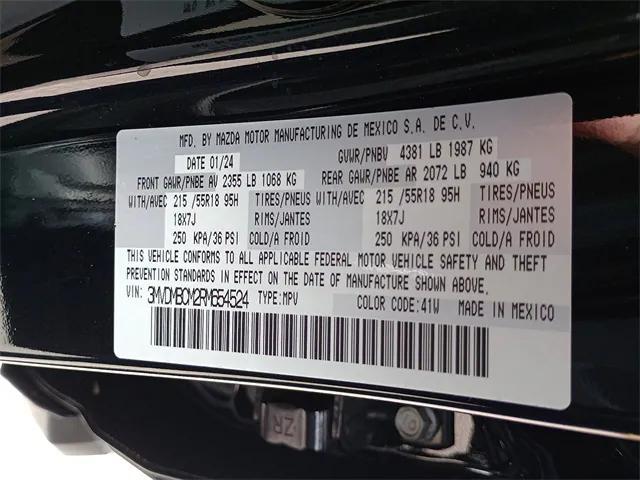 MFD. BY MAZDA MOTOR MANUFACTURING DE MEXICO S.A. DE C.V.
DATE 01/24 GVWR/PNBV 4381 LB 1987 KG
FRONT GAWR/PNBE AV 2355 LB 1068 KG REAR GAWR/PNBE AR 2072 LB 940 KG
WITH/AVEC 215 /55R18 95H TIRES/PNEUS WITH/AVEC 215 /55R18 95H TIRES/PNEUS
18X7J RIMS/JANTES 18X7J RIMS/JANTES
250 KPA/36 PSI COLD/A FROID 250 KPA/36 PSI COLD/A FROID
THIS VEHICLE CONFORMS TO ALL APPLICABLE FEDERAL MOTOR VEHICLE SAFETY AND THEFT
PREVENTION STANDARDS IN EFFECT ON THE DATE OF MANUFACTURE SHOWN ABOVE.
VIN: 3MVDMBCM2RM654524 TYPE:MPV COLOR CODE:41W MADE IN MEXICO
ZR